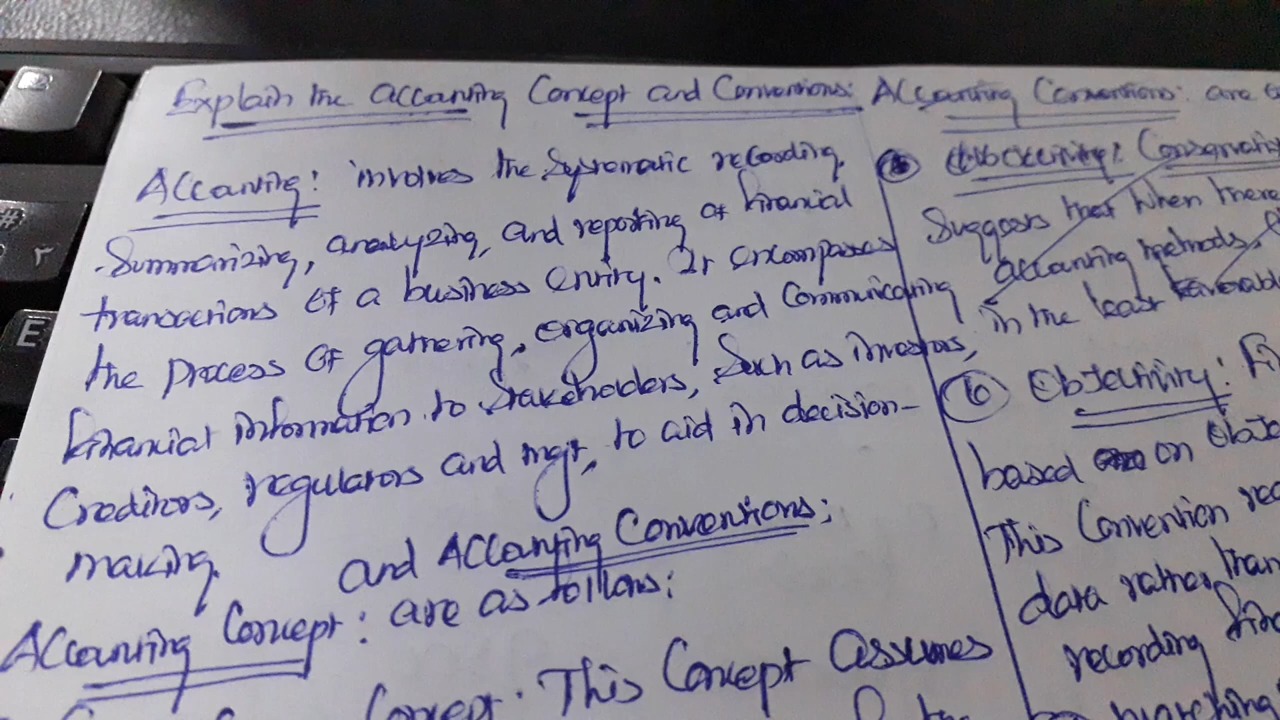 Explain the accounting Concept and Conventions:
Accounting: involves the Systematic recording,
Summarizing, analyzing, and reporting of financial
transactions of a business entity. It encompasses
the process of gathering, organizing and Communicating
financial information to Stakeholders, Such as investors,
Creditors, regulators and mgt, to aid in decision-
making.
and Accounting Conventions:
Accounting Concept: are as follows:
Concept: This Concept assumes
Accounting Conventions: are
Suggests that when there
accounting methods,
in the least favorable
6 Objectivity:
based on
This Convention
data rather than
recording
2
#
٣
E